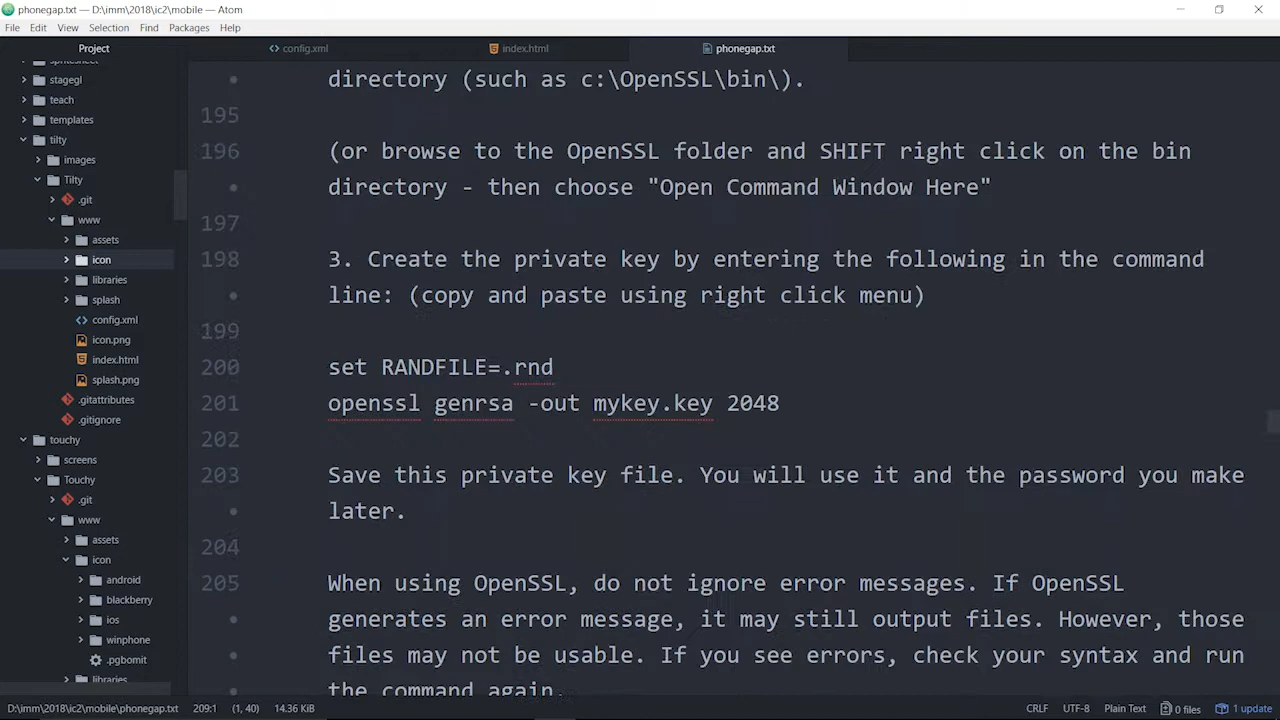 phonegap.txt — D:\imm\2018\ic2\mobile — Atom
File Edit View Selection Find Packages Help
Project
config.xml
index.html
phonegap.txt
spritesheet
stagegl
teach
templates
tilty
images
Tilty
.git
www
assets
icon
libraries
splash
config.xml
icon.png
index.html
splash.png
.gitattributes
.gitignore
touchy
screens
Touchy
.git
www
assets
icon
android
blackberry
ios
winphone
.pgbomit
libraries
directory (such as c:\OpenSSL\bin\).
195
196 (or browse to the OpenSSL folder and SHIFT right click on the bin
directory - then choose "Open Command Window Here"
197
198 3. Create the private key by entering the following in the command
line: (copy and paste using right click menu)
199
200 set RANDFILE=.rnd
201 openssl genrsa -out mykey.key 2048
202
203 Save this private key file. You will use it and the password you make
later.
204
205 When using OpenSSL, do not ignore error messages. If OpenSSL
generates an error message, it may still output files. However, those
files may not be usable. If you see errors, check your syntax and run
the command again.
D:\imm\2018\ic2\mobile\phonegap.txt 209:1 (1, 40) 14.36 KiB CRLF UTF-8 Plain Text 0 files 1 update